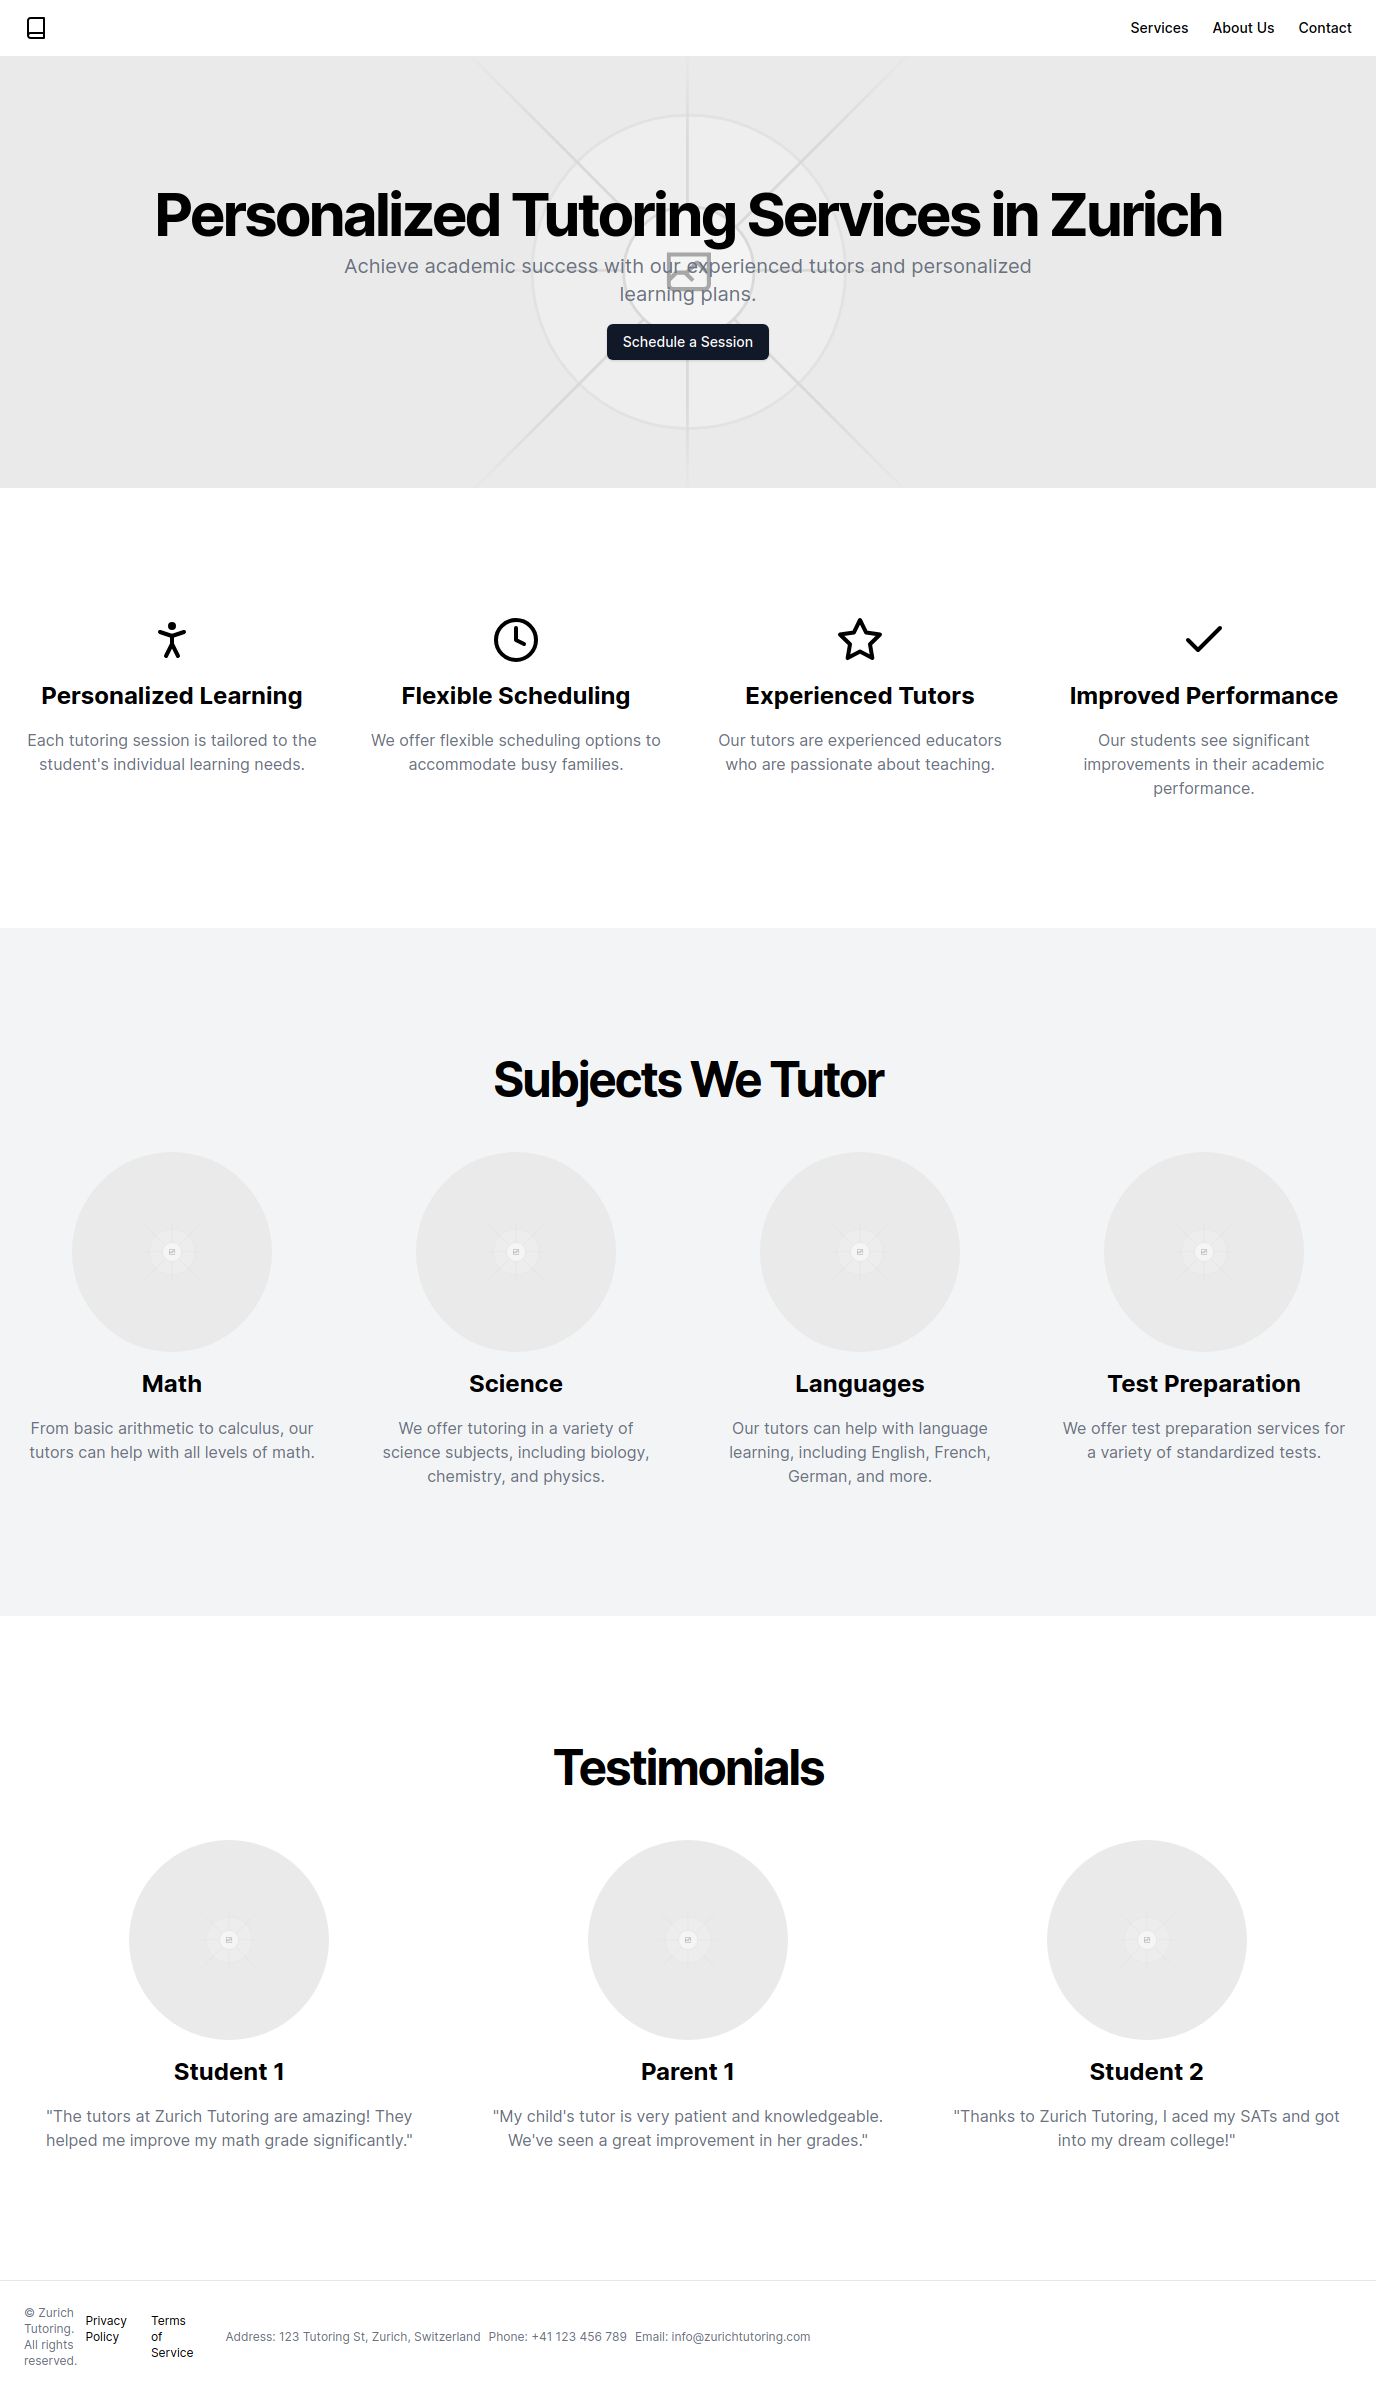 Services About Us Contact
Personalized Tutoring Services in Zurich
Achieve academic success with our experienced tutors and personalized
learning plans.
Schedule a Session
Personalized Learning
Each tutoring session is tailored to the
student's individual learning needs.
Flexible Scheduling
We offer flexible scheduling options to
accommodate busy families.
Experienced Tutors
Our tutors are experienced educators
who are passionate about teaching.
Improved Performance
Our students see significant
improvements in their academic
performance.
Subjects We Tutor
Math
From basic arithmetic to calculus, our
tutors can help with all levels of math.
Science
We offer tutoring in a variety of
science subjects, including biology,
chemistry, and physics.
Languages
Our tutors can help with language
learning, including English, French,
German, and more.
Test Preparation
We offer test preparation services for
a variety of standardized tests.
Testimonials
Student 1
"The tutors at Zurich Tutoring are amazing! They
helped me improve my math grade significantly."
Parent 1
"My child's tutor is very patient and knowledgeable.
We've seen a great improvement in her grades."
Student 2
"Thanks to Zurich Tutoring, I aced my SATs and got
into my dream college!"
© Zurich
Tutoring.
All rights
reserved.
Privacy
Policy
Terms
of
Service
Address: 123 Tutoring St, Zurich, Switzerland Phone: +41 123 456 789 Email: info@zurichtutoring.com